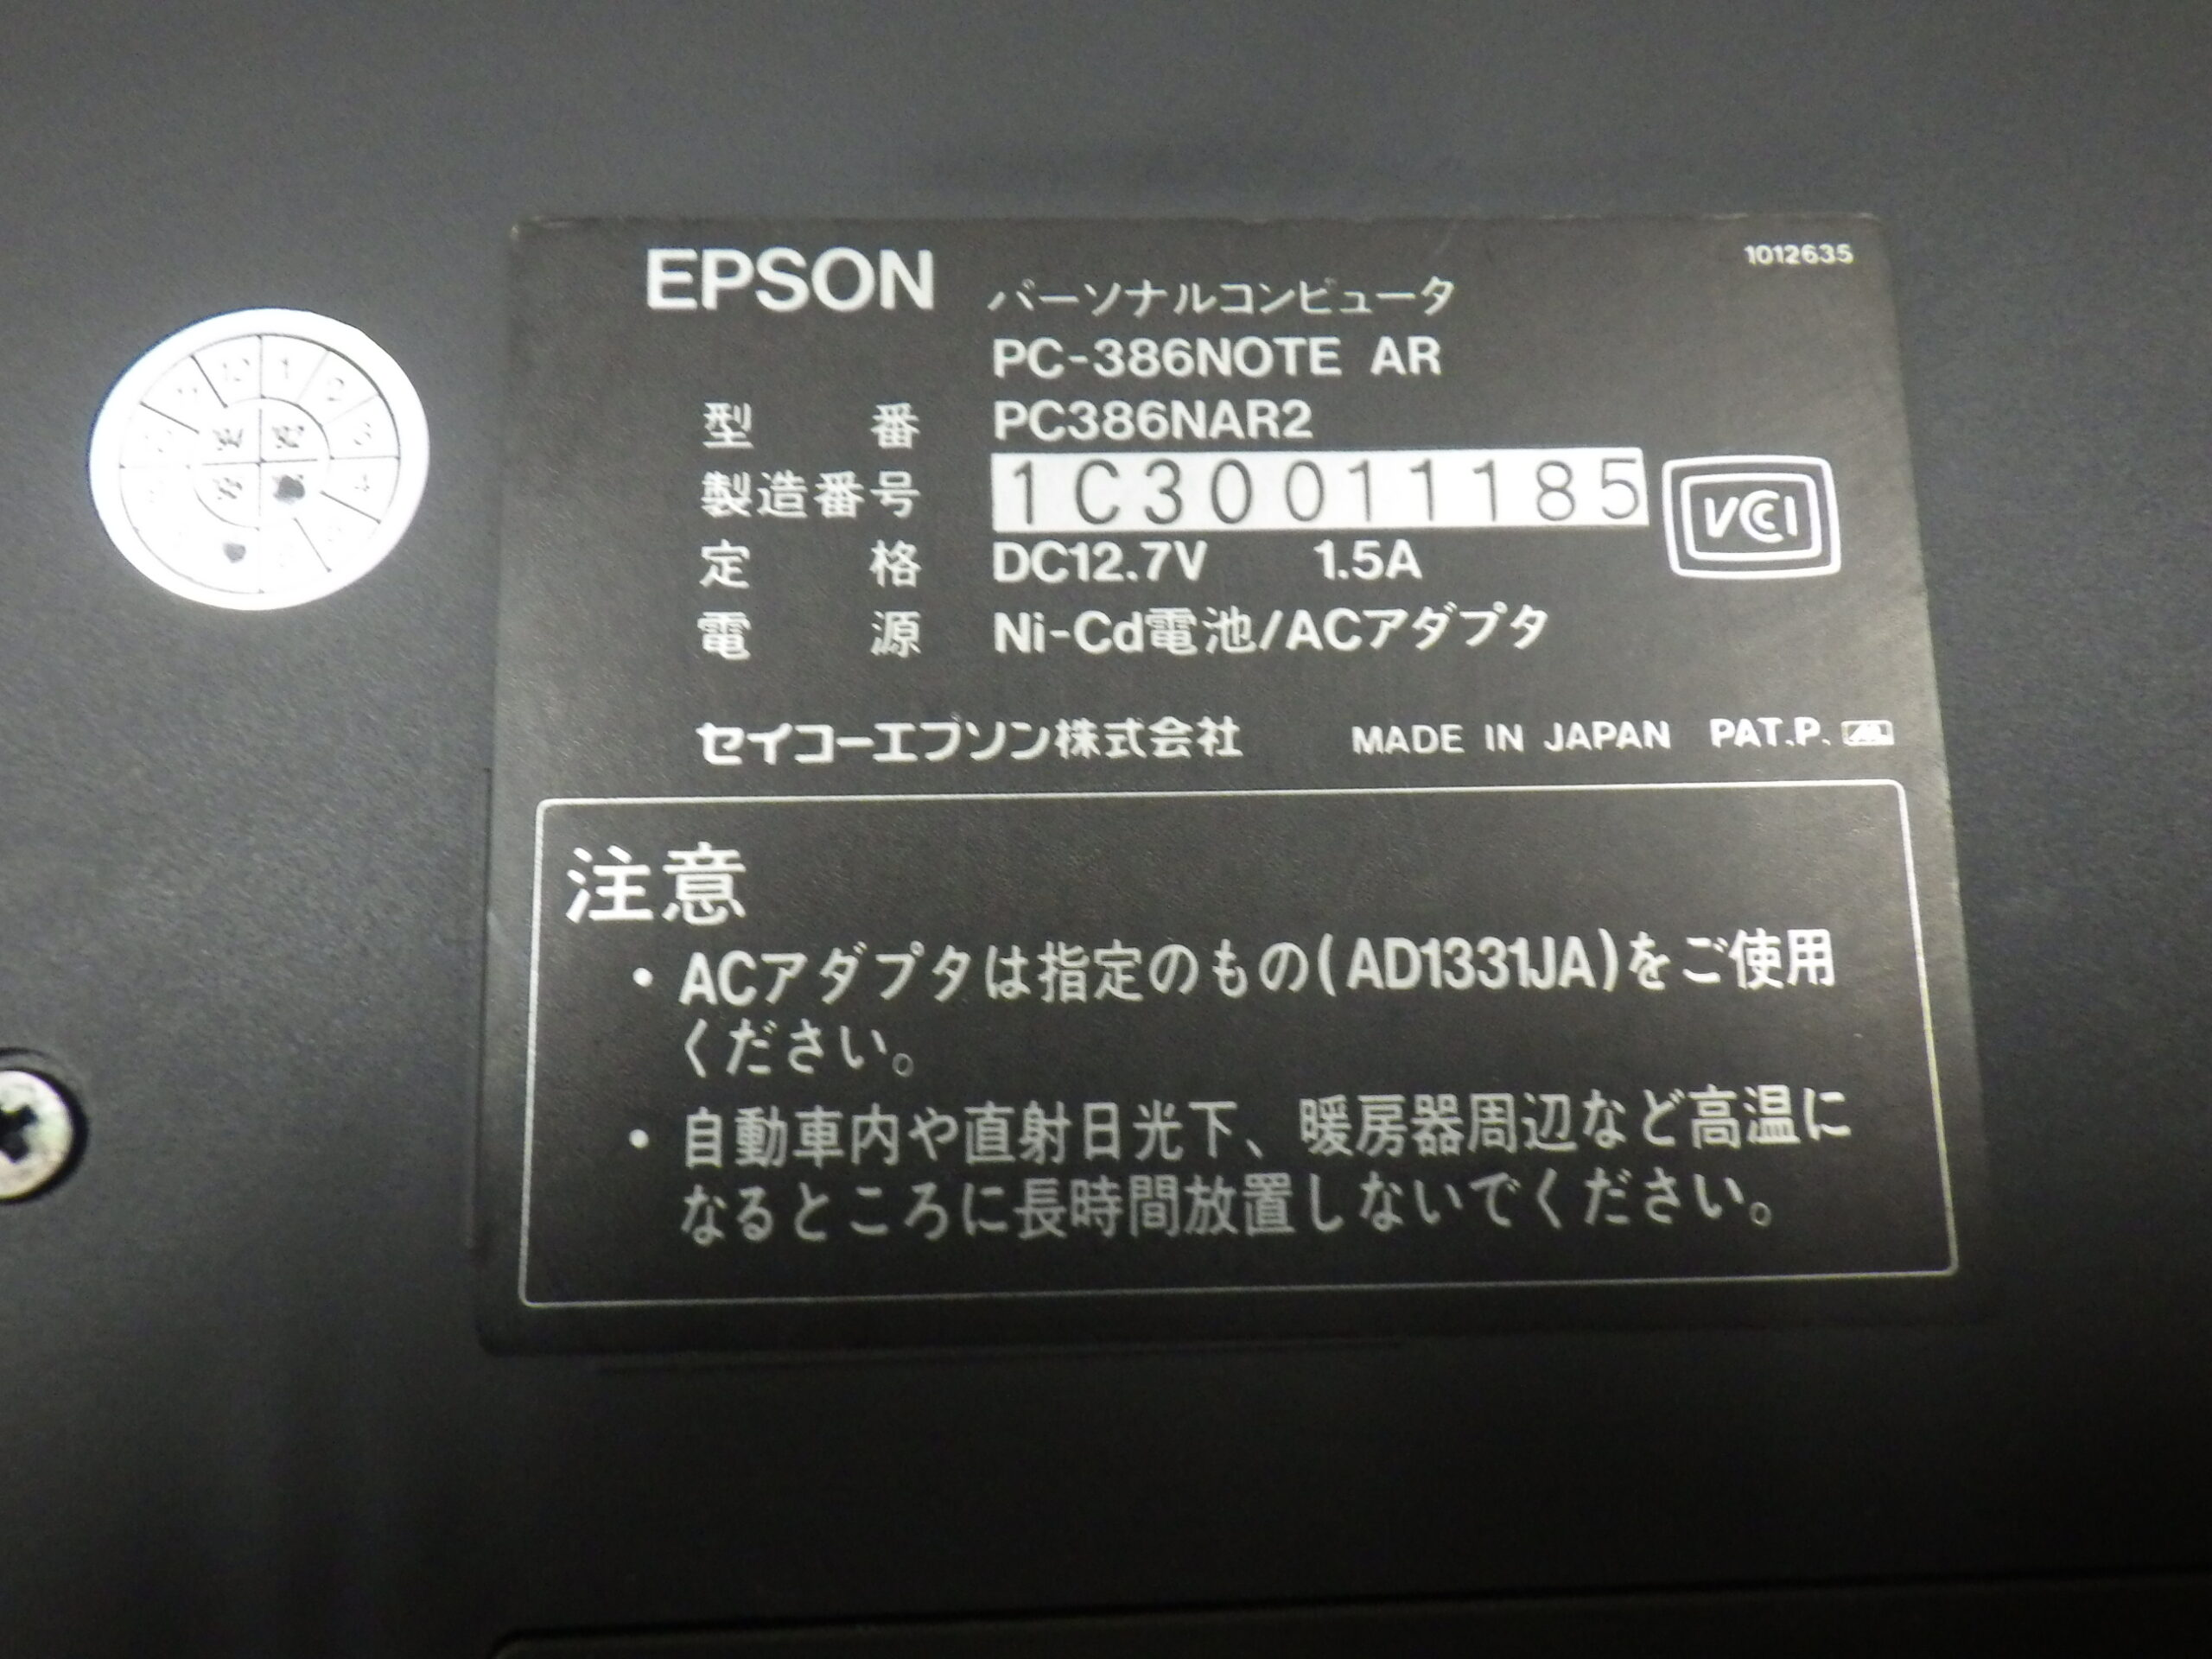 EPSON パーソナルコンピュータ 1012635
PC-386NOTE AR
型番 PC386NAR2
製造番号 1C30011185
VCCI
定格 DC12.7V 1.5A
電源 Ni-Cd電池/ACアダプタ
セイコーエプソン株式会社 MADE IN JAPAN PAT.P.
注意
・ACアダプタは指定のもの(AD1331JA)をご使用
ください。
・自動車内や直射日光下、暖房器周辺など高温に
なるところに長時間放置しないでください。
12 1 2
11 3
4